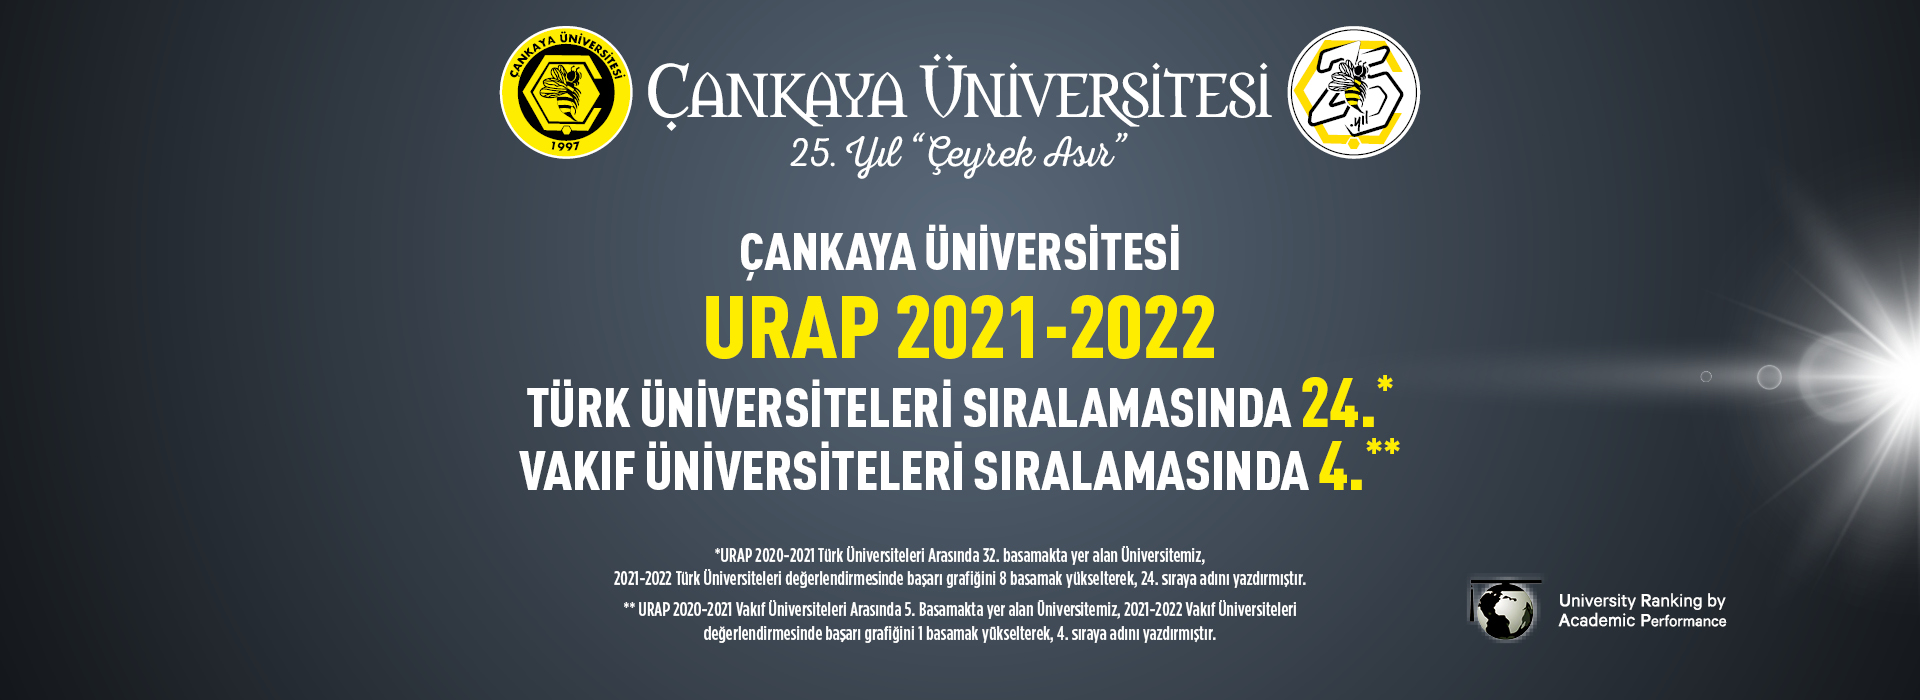 ÇANKAYA ÜNİVERSİTESİ
1997
ÇANKAYA ÜNİVERSİTESİ
25. Yıl “Çeyrek Asır”
25
.yıl
ÇANKAYA ÜNİVERSİTESİ
URAP 2021-2022
TÜRK ÜNİVERSİTELERİ SIRALAMASINDA 24.*
VAKIF ÜNİVERSİTELERİ SIRALAMASINDA 4.**
*URAP 2020-2021 Türk Üniversiteleri Arasında 32. basamakta yer alan Üniversitemiz,
2021-2022 Türk Üniversiteleri değerlendirmesinde başarı grafiğini 8 basamak yükselterek, 24. sıraya adını yazdırmıştır.
** URAP 2020-2021 Vakıf Üniversiteleri Arasında 5. Basamakta yer alan Üniversitemiz, 2021-2022 Vakıf Üniversiteleri
değerlendirmesinde başarı grafiğini 1 basamak yükselterek, 4. sıraya adını yazdırmıştır.
University Ranking by
Academic Performance